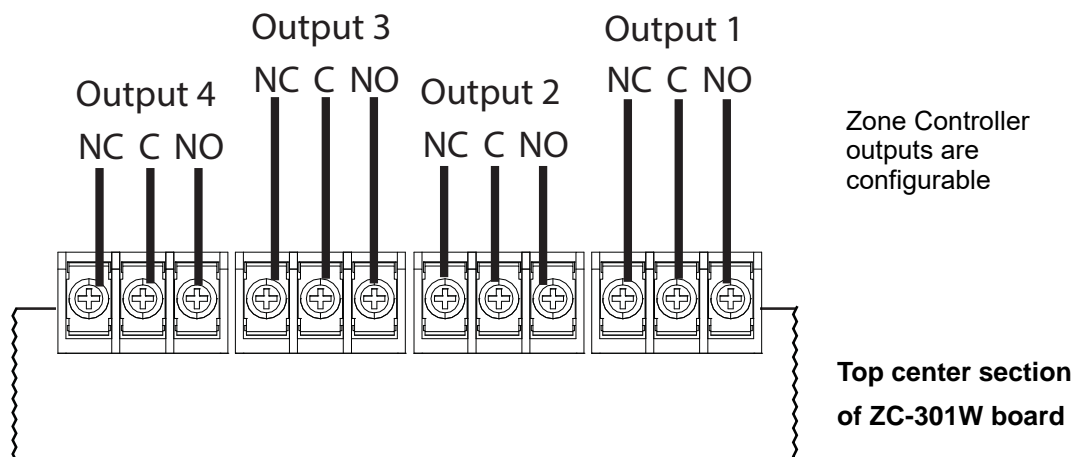 Output 4
NC C NO
Output 3
NC C NO
Output 2
NC C NO
Output 1
NC C NO
Zone Controller
outputs are
configurable
Top center section
of ZC-301W board